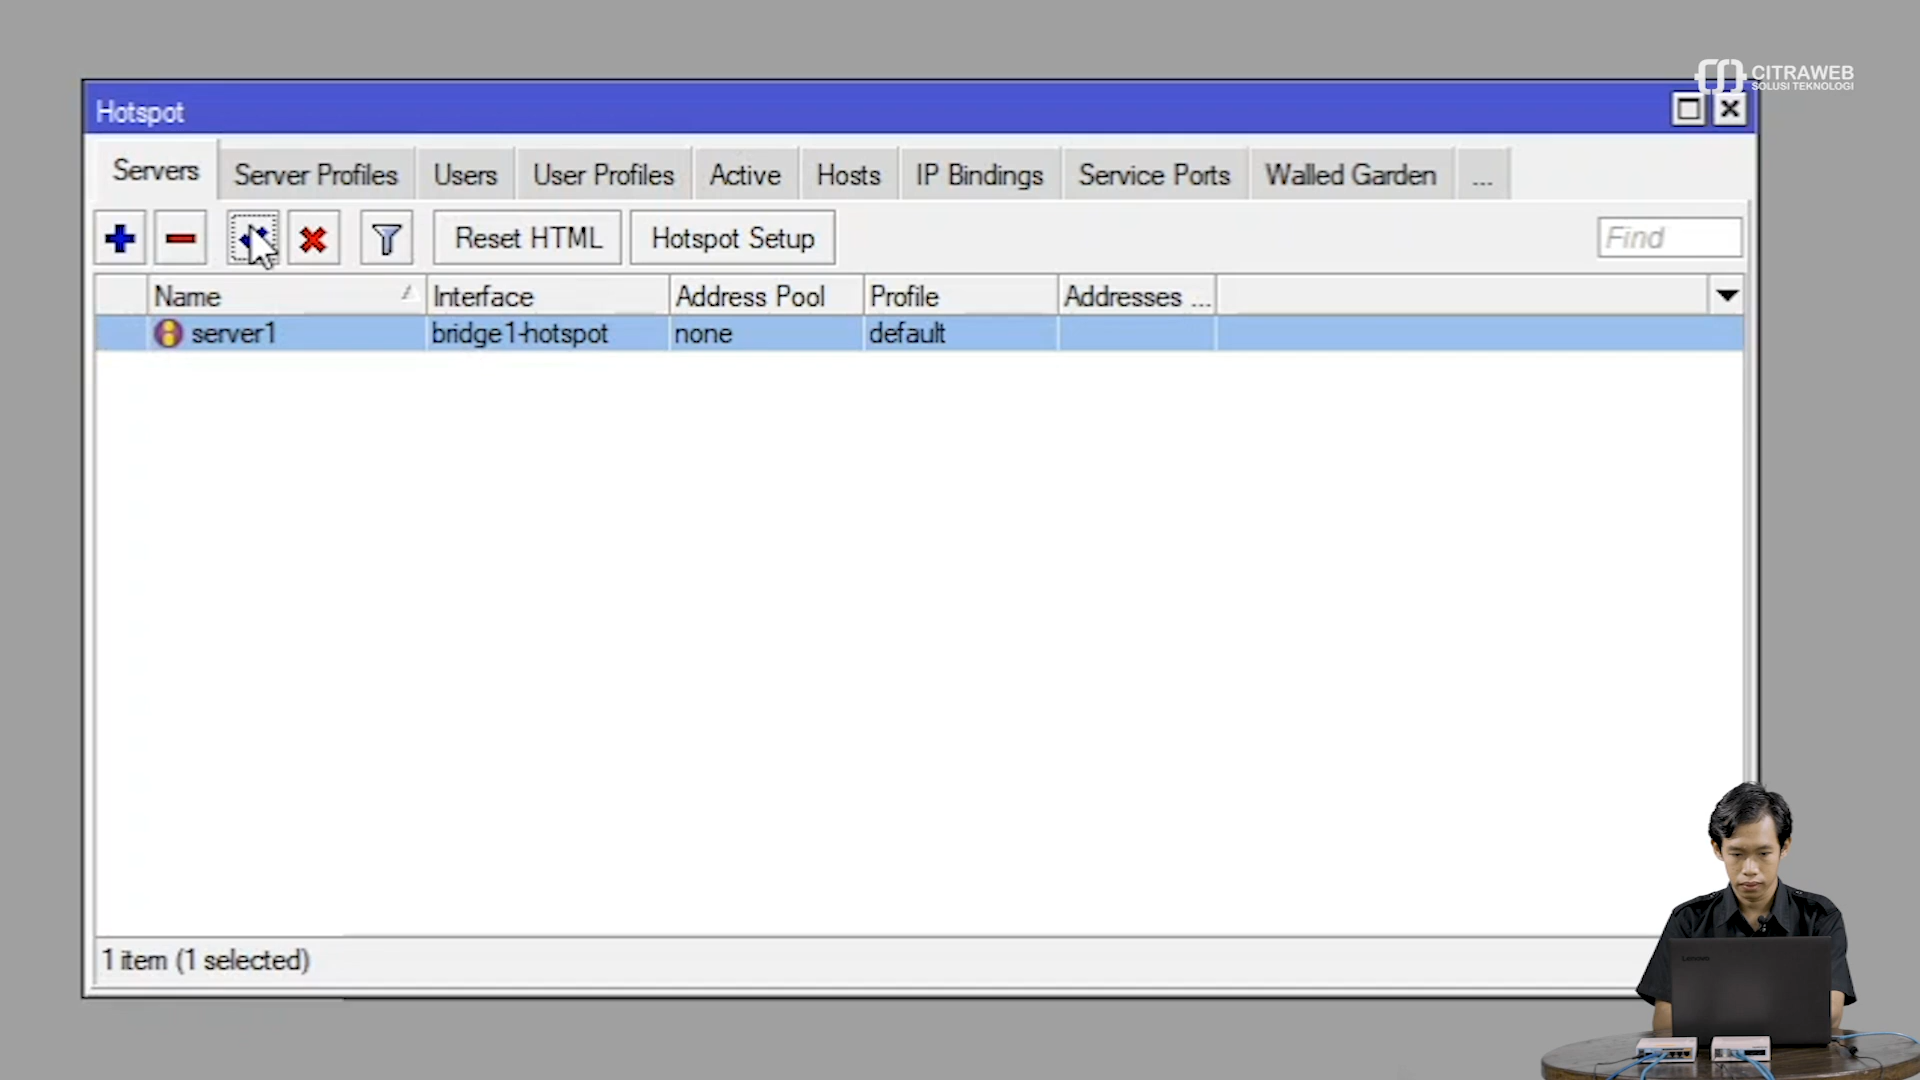 CITRAWEB
SOLUSI TEKNOLOGI
Hotspot
Servers Server Profiles Users User Profiles Active Hosts IP Bindings Service Ports Walled Garden ...
Reset HTML Hotspot Setup Find
Name Interface Address Pool Profile Addresses ...
server1 bridge1-hotspot none default
1 item (1 selected)
Lenovo